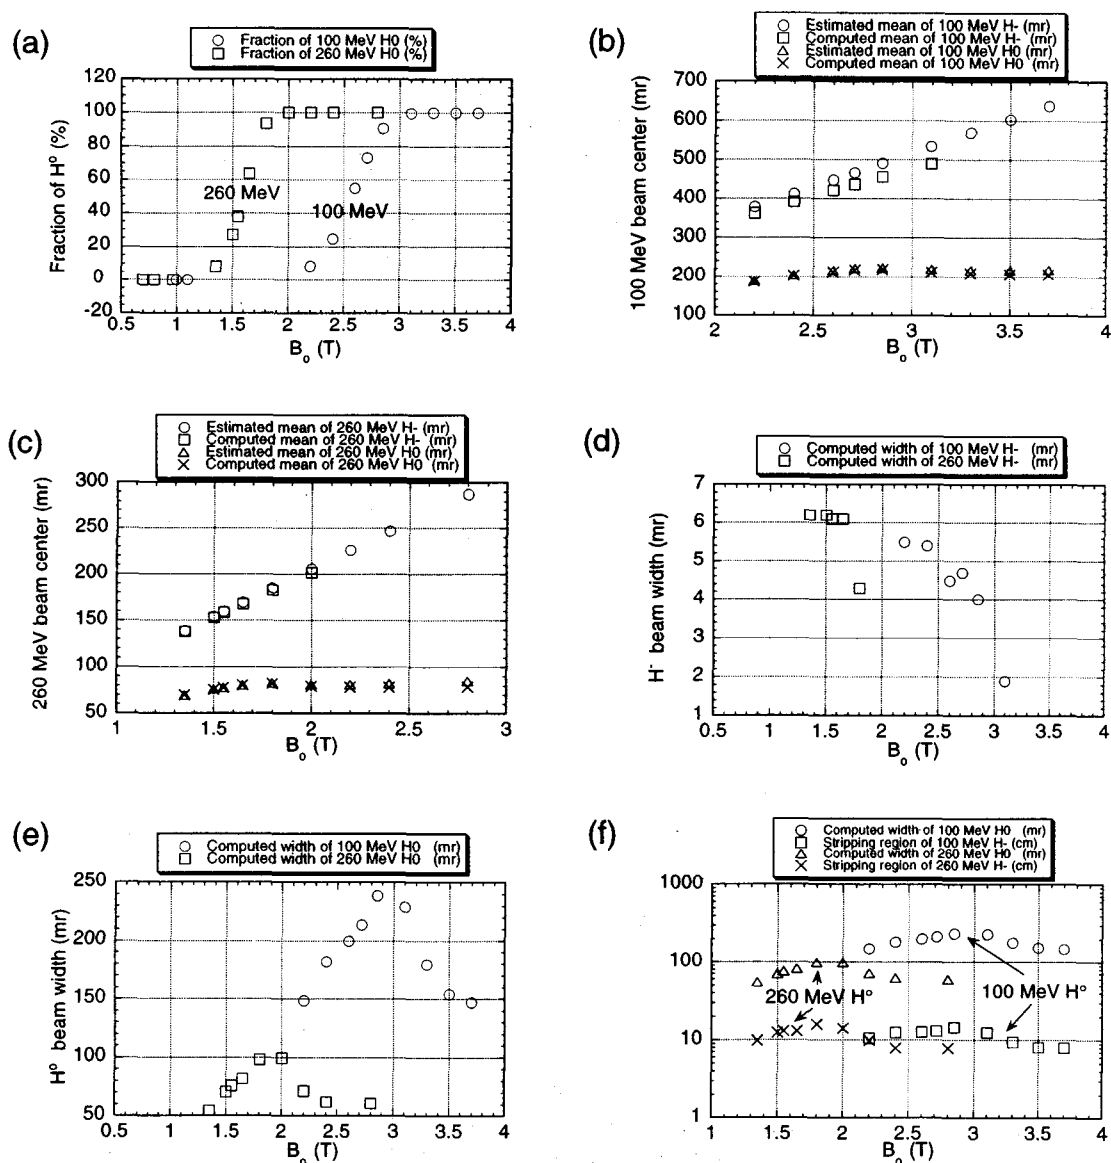 (a)
Fraction of 100 MeV H0 (%)
Fraction of 260 MeV H0 (%)
120
100
80
60
40
20
0
-20
Fraction of H° (%)
260 MeV
100 MeV
0.5 1 1.5 2 2.5 3 3.5 4
B₀ (T)
(b)
Estimated mean of 100 MeV H- (mr)
Computed mean of 100 MeV H- (mr)
Estimated mean of 100 MeV H0 (mr)
Computed mean of 100 MeV H0 (mr)
700
600
500
400
300
200
100
100 MeV beam center (mr)
2 2.5 3 3.5 4
B₀ (T)
(c)
Estimated mean of 260 MeV H- (mr)
Computed mean of 260 MeV H- (mr)
Estimated mean of 260 MeV H0 (mr)
Computed mean of 260 MeV H0 (mr)
300
250
200
150
100
50
260 MeV beam center (mr)
1 1.5 2 2.5 3
B₀ (T)
(d)
Computed width of 100 MeV H- (mr)
Computed width of 260 MeV H- (mr)
7
6
5
4
3
2
1
H⁻ beam width (mr)
0.5 1 1.5 2 2.5 3 3.5 4
B₀ (T)
(e)
Computed width of 100 MeV H0 (mr)
Computed width of 260 MeV H0 (mr)
250
200
150
100
50
H° beam width (mr)
0.5 1 1.5 2 2.5 3 3.5 4
B₀ (T)
(f)
Computed width of 100 MeV H0 (mr)
Stripping region of 100 MeV H- (cm)
Computed width of 260 MeV H0 (mr)
Stripping region of 260 MeV H- (cm)
1000
100
10
1
260 MeV H°
100 MeV H°
1 1.5 2 2.5 3 3.5 4
B₀ (T)